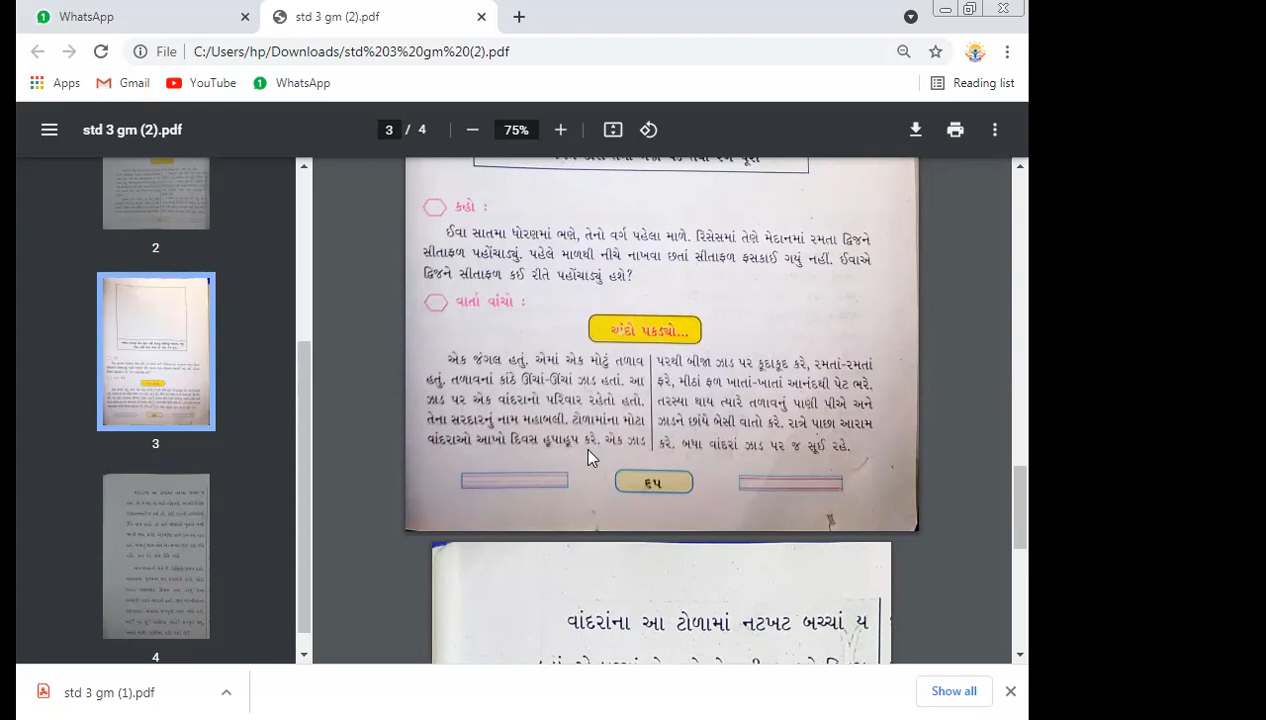 WhatsApp
std 3 gm (2).pdf
File
C:/Users/hp/Downloads/std%203%20gm%20(2).pdf
Apps
Gmail
YouTube
WhatsApp
Reading list
std 3 gm (2).pdf
3 / 4
75%
2
3
4
કહો :
ઈવા સાતમા ધોરણમાં ભણે, તેનો વર્ગ પહેલા માળે. રિસેસમાં તેણે મેદાનમાં રમતા દ્વિજને
સીતાફળ પહોંચાડ્યું. પહેલે માળથી નીચે નાખવા છતાં સીતાફળ ફસકાઈ ગયું નહીં. ઈવાએ
દ્વિજને સીતાફળ કઈ રીતે પહોંચાડ્યું હશે?
વાર્તા વાંચો :
ચાંદો પકડ્યો...
એક જંગલ હતું. એમાં એક મોટું તળાવ
હતું. તળાવનાં કાંઠે ઊંચાં-ઊંચાં ઝાડ હતાં. આ
ઝાડ પર એક વાંદરાનો પરિવાર રહેતો હતો.
તેના સરદારનું નામ મહાબલી. ટોળામાંના મોટા
વાંદરાઓ આખો દિવસ હૂપાહૂપ કરે. એક ઝાડ
પરથી બીજા ઝાડ પર કૂદાકૂદ કરે, રમતાં-રમતાં
ફરે, મીઠાં ફળ ખાતાં-ખાતાં આનંદથી પેટ ભરે.
તરસ્યા થાય ત્યારે તળાવનું પાણી પીએ અને
ઝાડને છાંયે બેસી વાતો કરે. રાત્રે પાછા આરામ
કરે. બધા વાંદરાં ઝાડ પર જ સૂઈ રહે.
૬૫
વાંદરાંના આ ટોળામાં નટખટ બચ્ચાં ય
std 3 gm (1).pdf
Show all